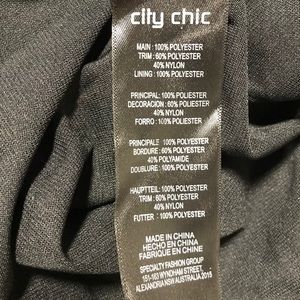 city chic
MAIN : 100% POLYESTER
TRIM : 60% POLYESTER
40% NYLON
LINING : 100% POLYESTER
PRINCIPAL : 100% POLIESTER
DECORACION : 60% POLIESTER
40% NYLON
FORRO : 100% POLIESTER
PRINCIPALE : 100% POLYESTER
BORDURE : 60% POLYESTER
40% POLYAMIDE
DOUBLURE : 100% POLYESTER
HAUPTTEIL : 100% POLYESTER
TRIM : 60% POLYESTER
40% NYLON
FUTTER : 100% POLYESTER
MADE IN CHINA
HECHO EN CHINA
FABRIQUE EN CHINE
SPECIALTY FASHION GROUP
151-163 WYNDHAM STREET
ALEXANDRIA NSW AUSTRALIA 2015